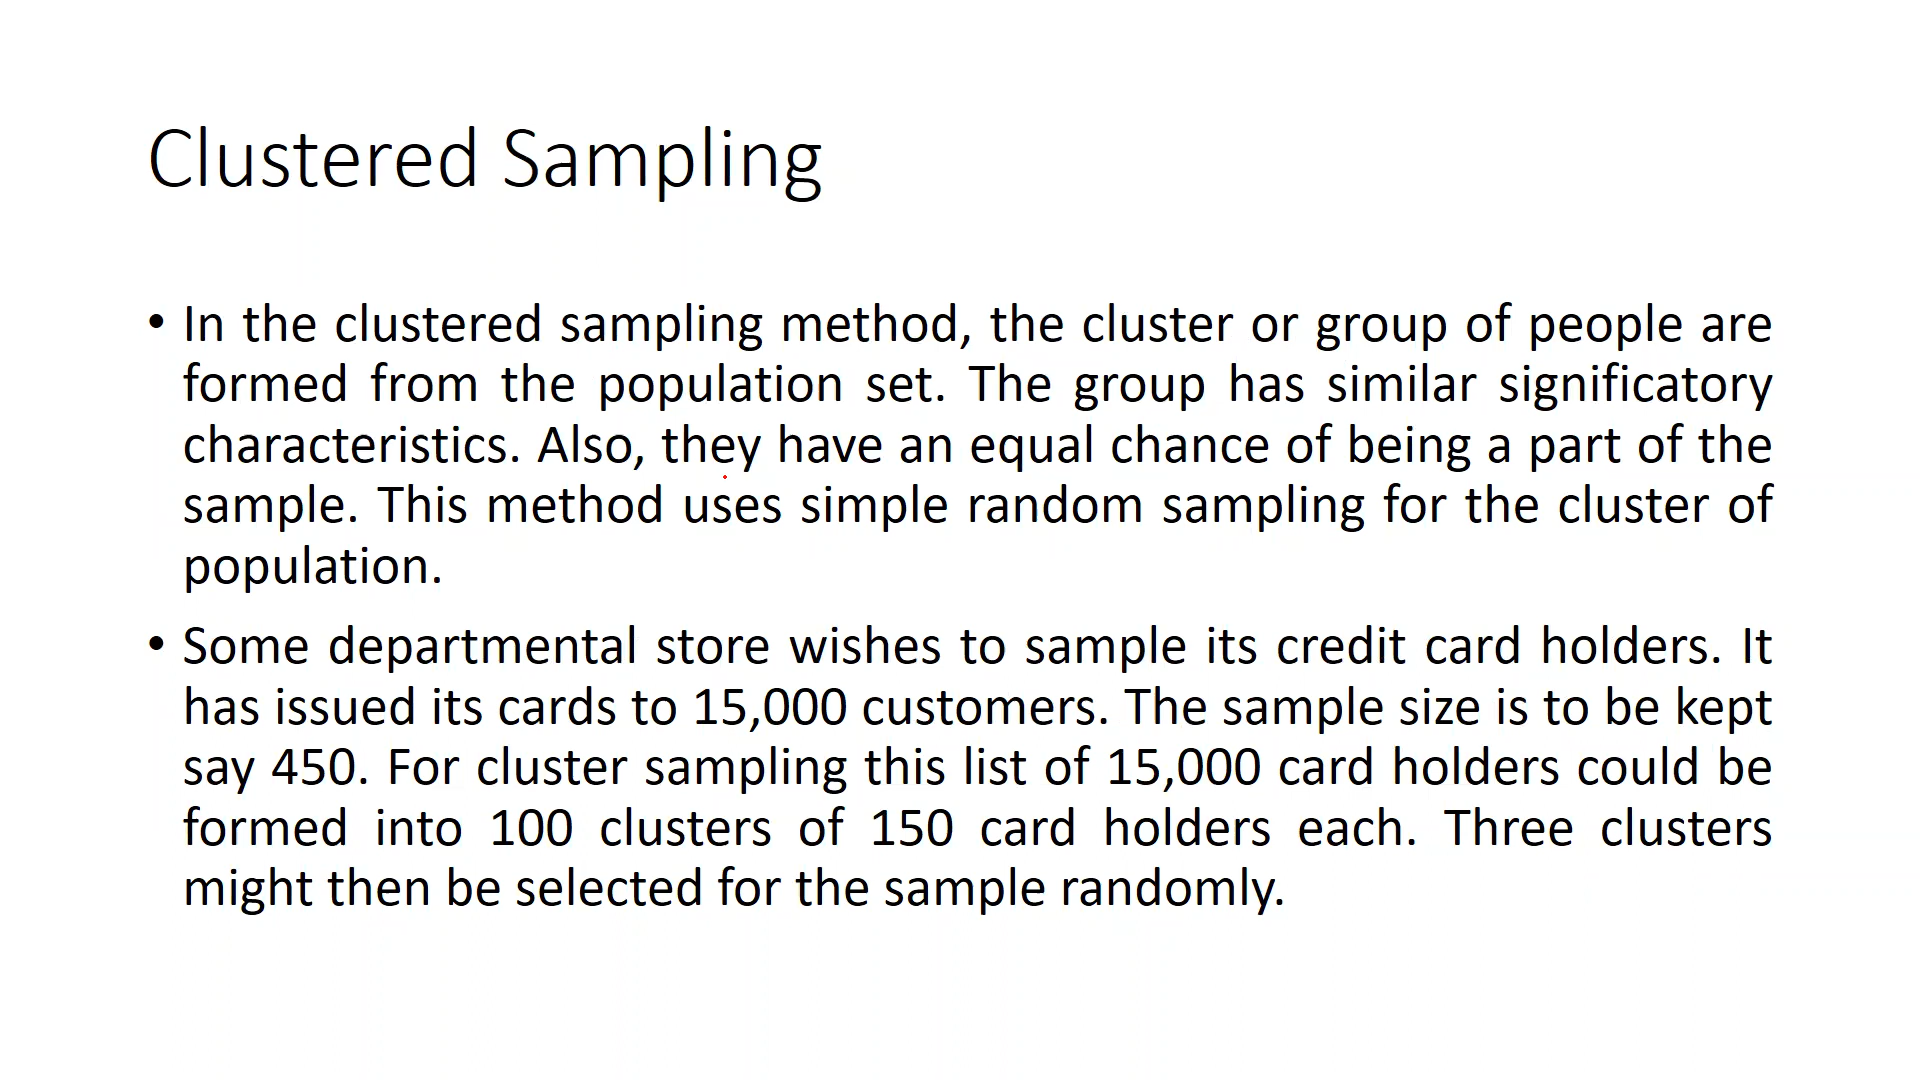 Clustered Sampling
• In the clustered sampling method, the cluster or group of people are
formed from the population set. The group has similar significatory
characteristics. Also, they have an equal chance of being a part of the
sample. This method uses simple random sampling for the cluster of
population.
• Some departmental store wishes to sample its credit card holders. It
has issued its cards to 15,000 customers. The sample size is to be kept
say 450. For cluster sampling this list of 15,000 card holders could be
formed into 100 clusters of 150 card holders each. Three clusters
might then be selected for the sample randomly.